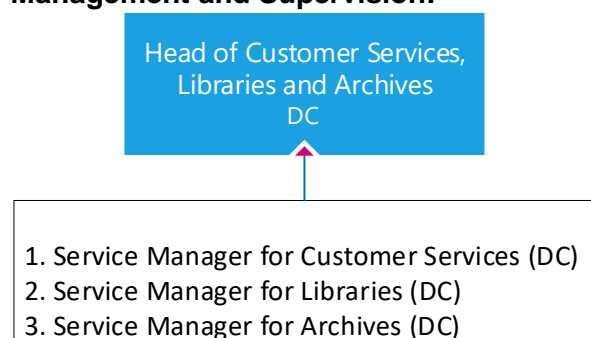 Management and Supervision:
Head of Customer Services,
Libraries and Archives
DC
1. Service Manager for Customer Services (DC)
2. Service Manager for Libraries (DC)
3. Service Manager for Archives (DC)